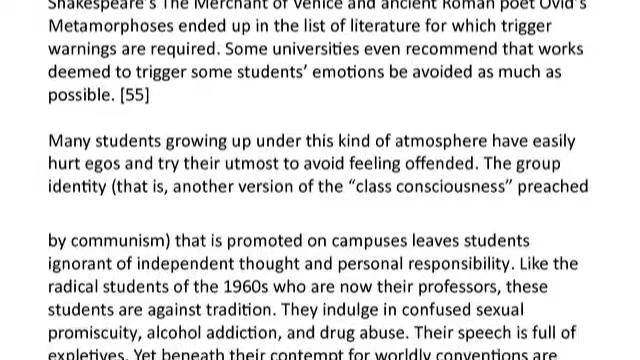 Shakespeare's The Merchant of Venice and ancient Roman poet Ovid's
Metamorphoses ended up in the list of literature for which trigger
warnings are required. Some universities even recommend that works
deemed to trigger some students' emotions be avoided as much as
possible. [55]
Many students growing up under this kind of atmosphere have easily
hurt egos and try their utmost to avoid feeling offended. The group
identity (that is, another version of the “class consciousness” preached
by communism) that is promoted on campuses leaves students
ignorant of independent thought and personal responsibility. Like the
radical students of the 1960s who are now their professors, these
students are against tradition. They indulge in confused sexual
promiscuity, alcohol addiction, and drug abuse. Their speech is full of
expletives. Yet beneath their contempt for worldly conventions are